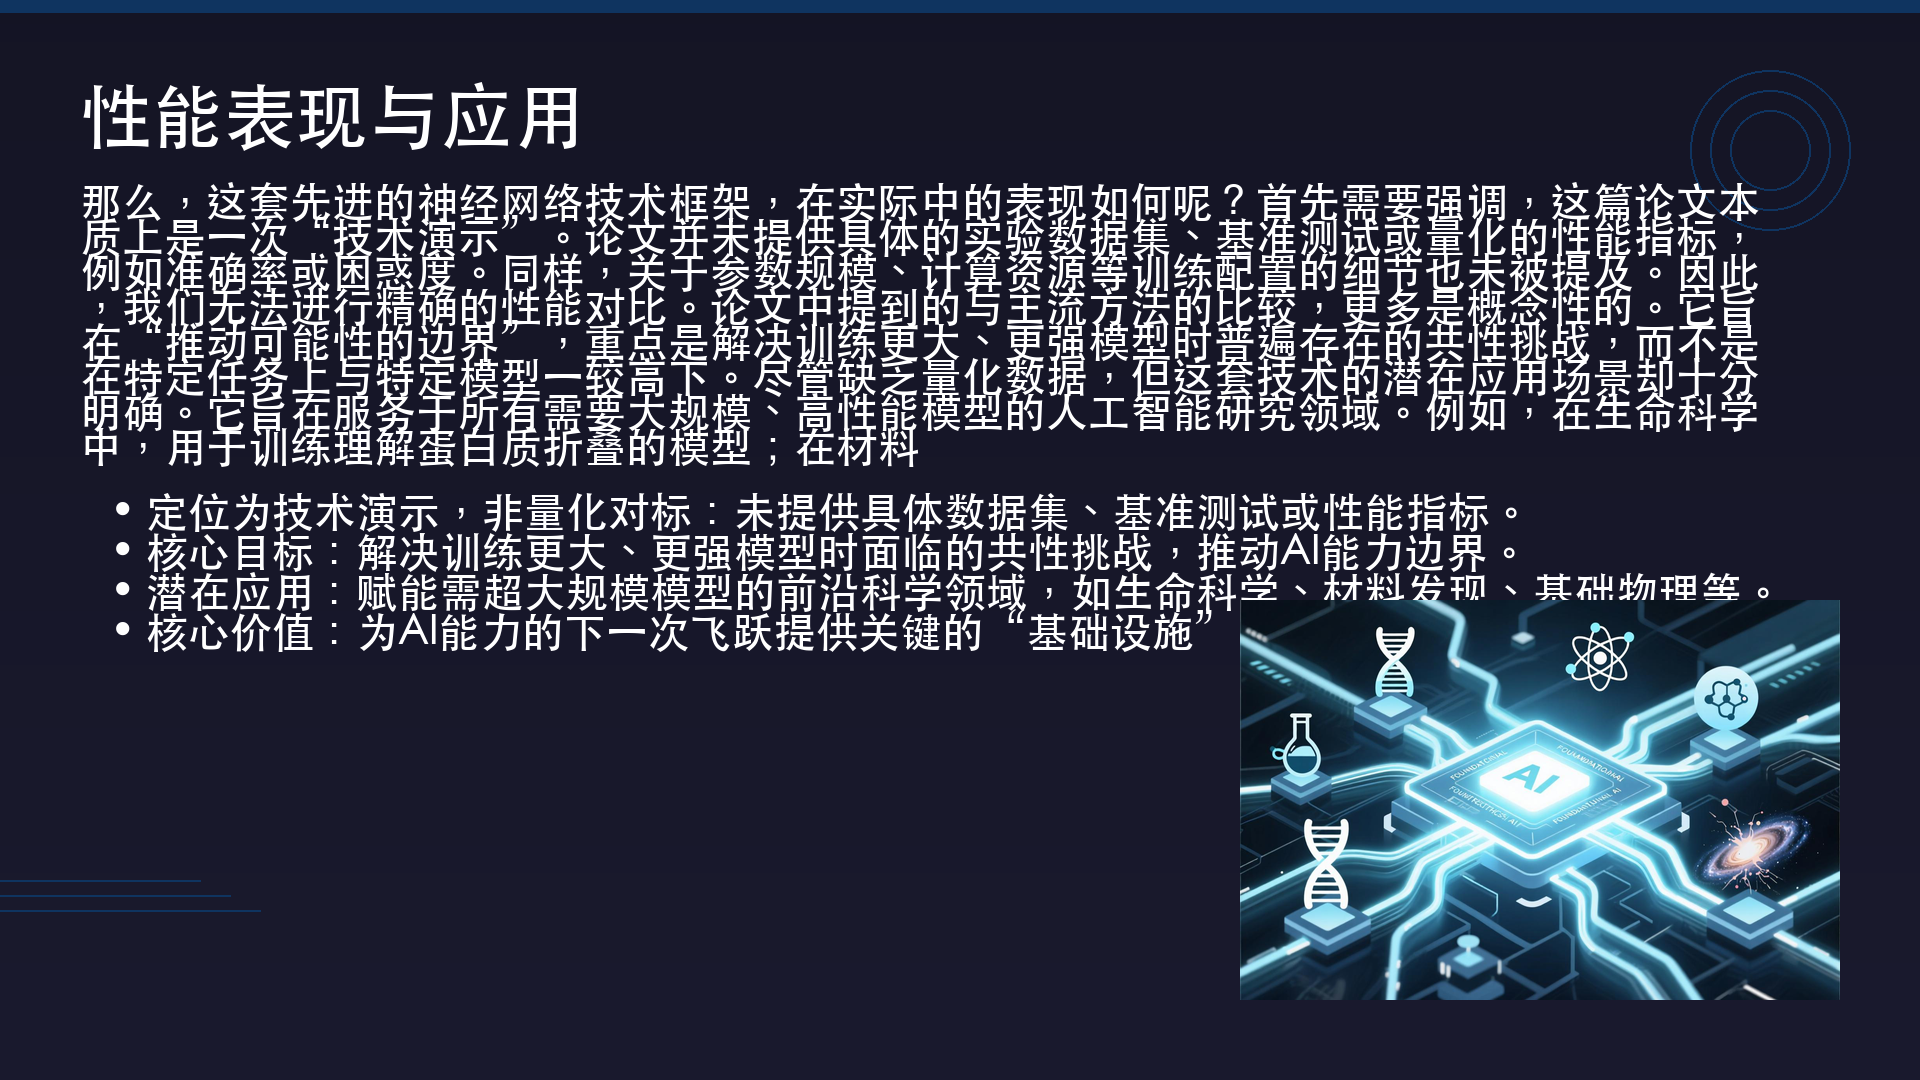 性能表现与应用
那么，这套先进的神经网络技术框架，在实际中的表现如何呢？首先需要强调，这篇论文本
质上是一次“技术演示”。论文并未提供具体的实验数据集、基准测试或量化的性能指标，
例如准确率或困惑度。同样，关于参数规模、计算资源等训练配置的细节也未被提及。因此
，我们无法进行精确的性能对比。论文中提到的与主流方法的比较，更多是概念性的。它旨
在“推动可能性的边界”，重点是解决训练更大、更强模型时普遍存在的共性挑战，而不是
在特定任务上与特定模型一较高下。尽管缺乏量化数据，但这套技术的潜在应用场景却十分
明确。它旨在服务于所有需要大规模、高性能模型的人工智能研究领域。例如，在生命科学
中，用于训练理解蛋白质折叠的模型；在材料
• 定位为技术演示，非量化对标：未提供具体数据集、基准测试或性能指标。
• 核心目标：解决训练更大、更强模型时面临的共性挑战，推动AI能力边界。
• 潜在应用：赋能需超大规模模型的前沿科学领域，如生命科学、材料发现、基础物理等。
• 核心价值：为AI能力的下一次飞跃提供关键的“基础设施”
AI